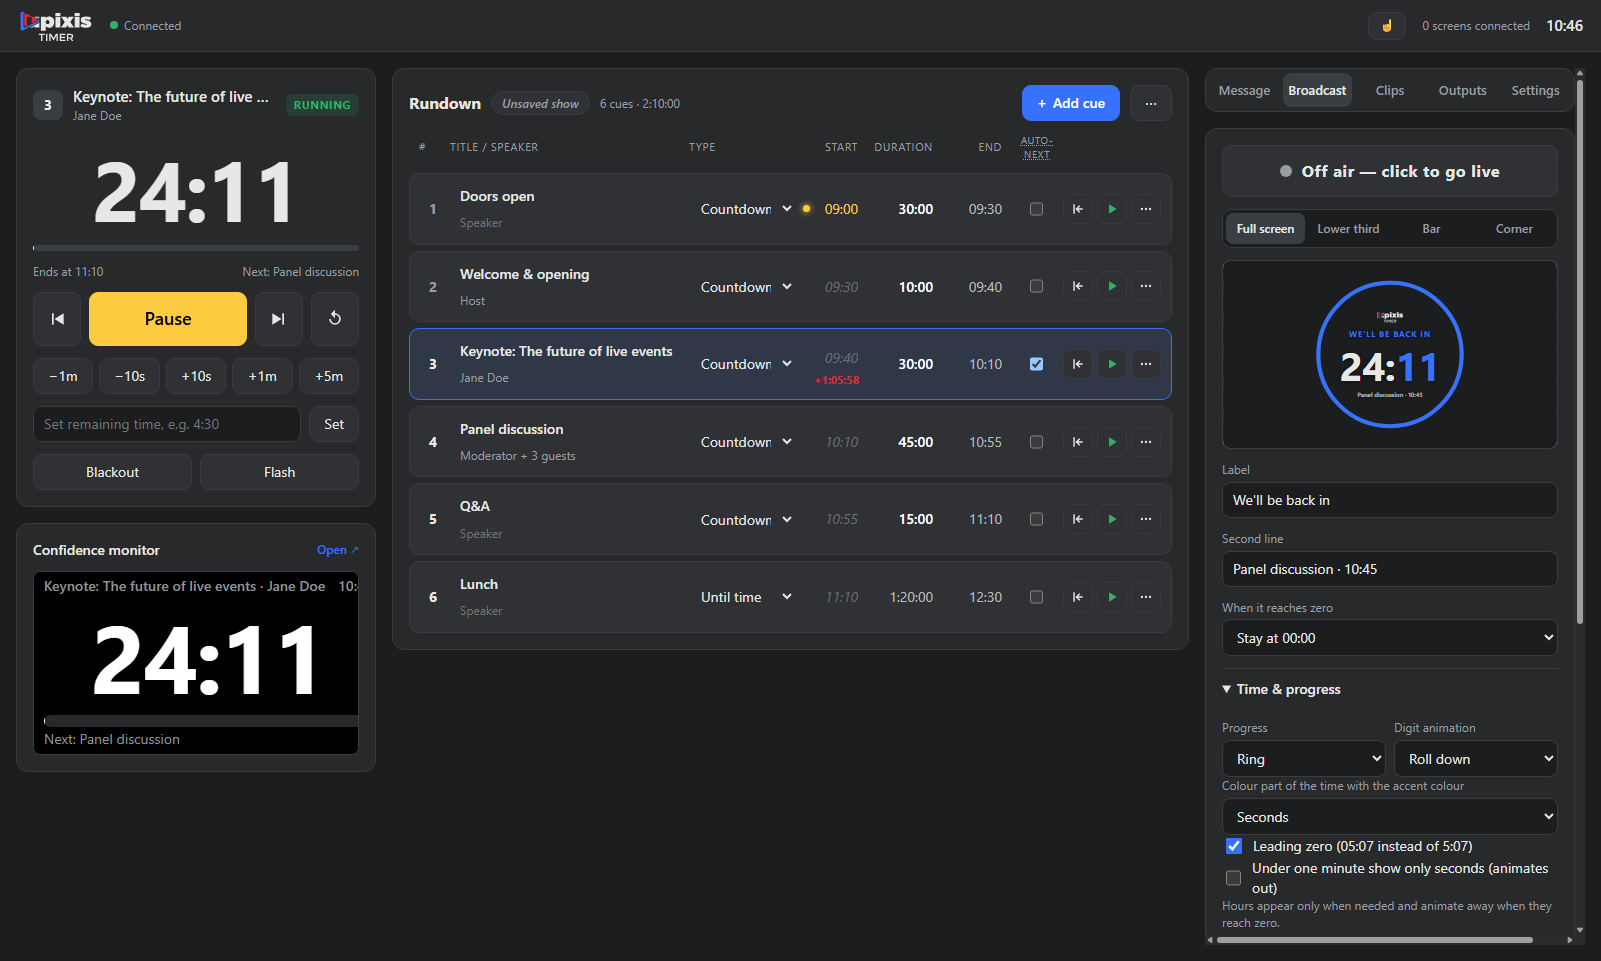 opixis
TIMER
Connected
0 screens connected
10:46
3
Keynote: The future of live ...
Jane Doe
RUNNING
24:11
Ends at 11:10
Next: Panel discussion
Pause
−1m
−10s
+10s
+1m
+5m
Set remaining time, e.g. 4:30
Set
Blackout
Flash
Confidence monitor
Open ↗
Keynote: The future of live events · Jane Doe 10:
24:11
Next: Panel discussion
Rundown
Unsaved show
6 cues · 2:10:00
+ Add cue
···
# TITLE / SPEAKER TYPE START DURATION END AUTO-
NEXT
1 Doors open Countdown 09:00 30:00 09:30 ···
Speaker
2 Welcome & opening Countdown 09:30 10:00 09:40 ···
Host
3 Keynote: The future of live events Countdown 09:40 30:00 10:10 ···
Jane Doe +1:05:58
4 Panel discussion Countdown 10:10 45:00 10:55 ···
Moderator + 3 guests
5 Q&A Countdown 10:55 15:00 11:10 ···
Speaker
6 Lunch Until time 11:10 1:20:00 12:30 ···
Speaker
Message
Broadcast
Clips
Outputs
Settings
Off air — click to go live
Full screen
Lower third
Bar
Corner
opixis
TIMER
WE'LL BE BACK IN
24:11
Panel discussion · 10:45
Label
We'll be back in
Second line
Panel discussion · 10:45
When it reaches zero
Stay at 00:00
▼ Time & progress
Progress
Digit animation
Ring
Roll down
Colour part of the time with the accent colour
Seconds
Leading zero (05:07 instead of 5:07)
Under one minute show only seconds (animates
out)
Hours appear only when needed and animate away when they
reach zero.